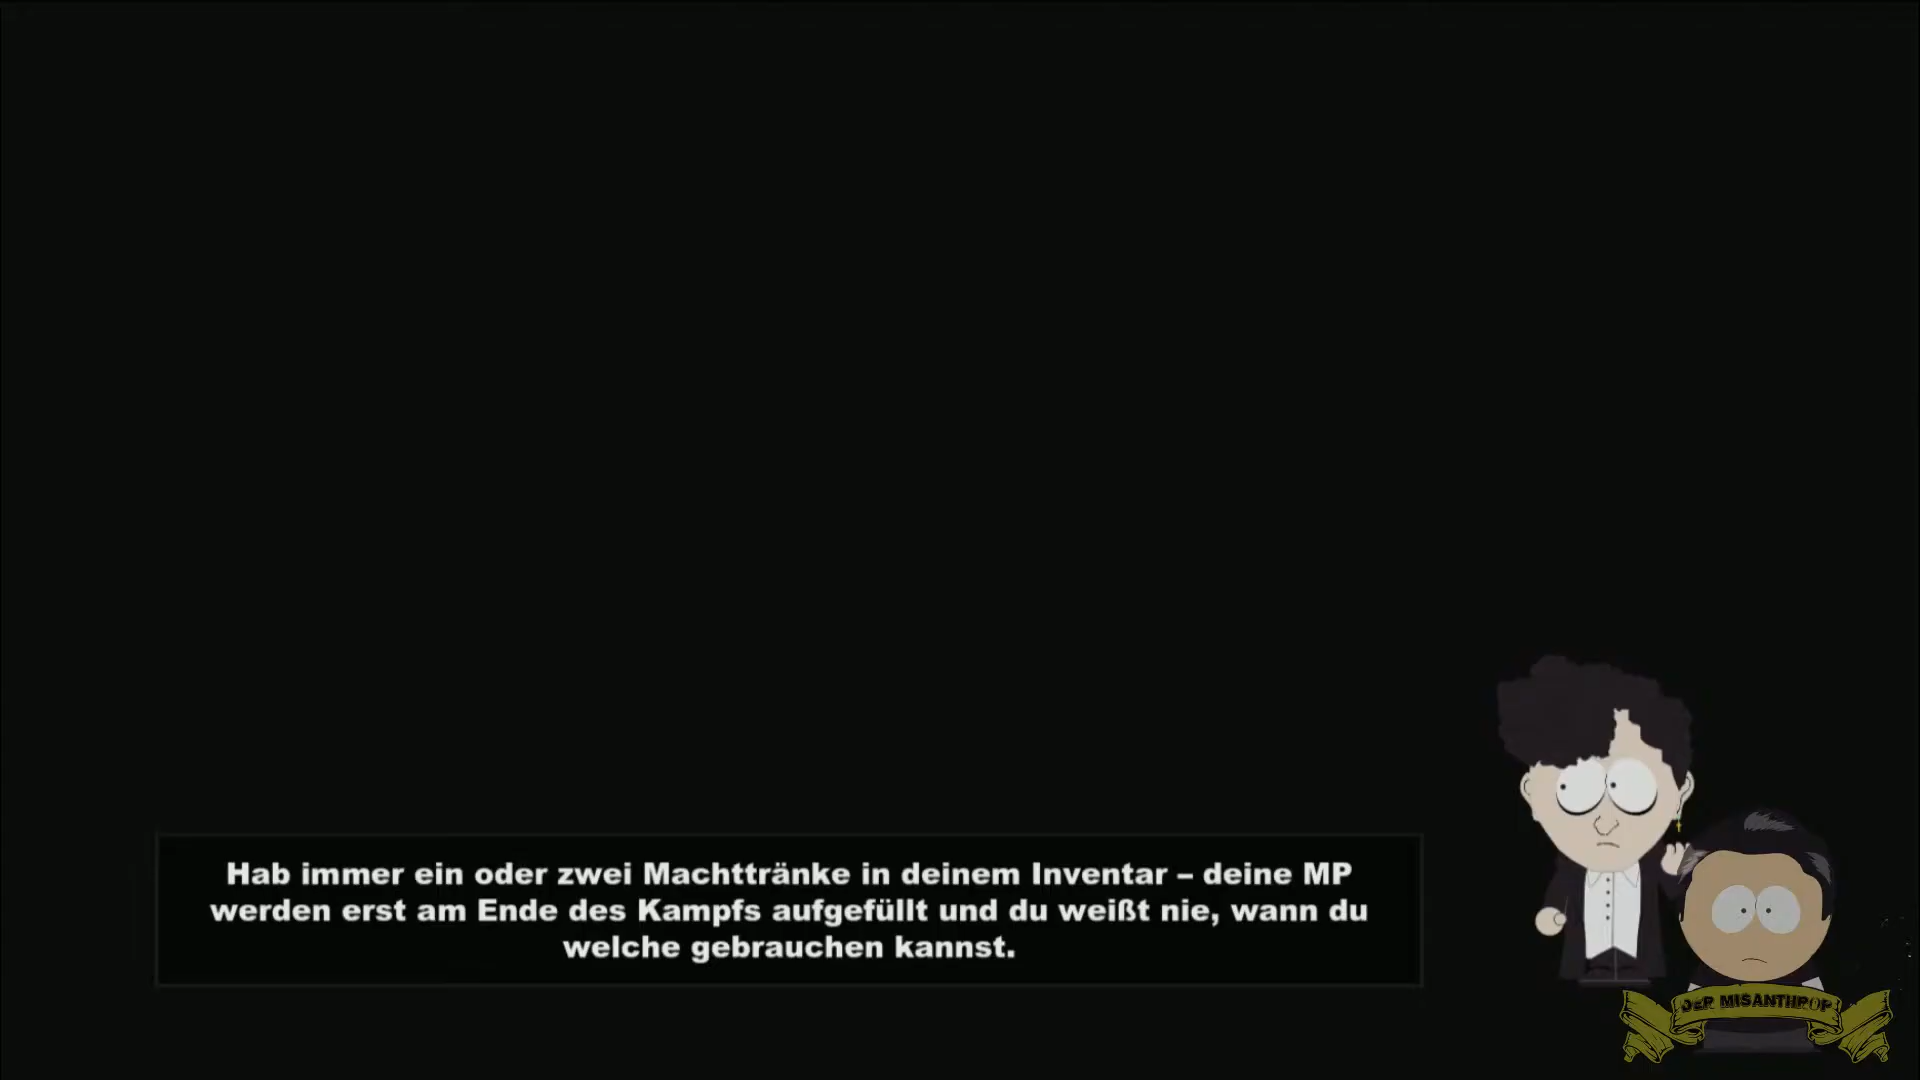 Hab immer ein oder zwei Machttränke in deinem Inventar – deine MP
werden erst am Ende des Kampfs aufgefüllt und du weißt nie, wann du
welche gebrauchen kannst.
DER MISANTHROP